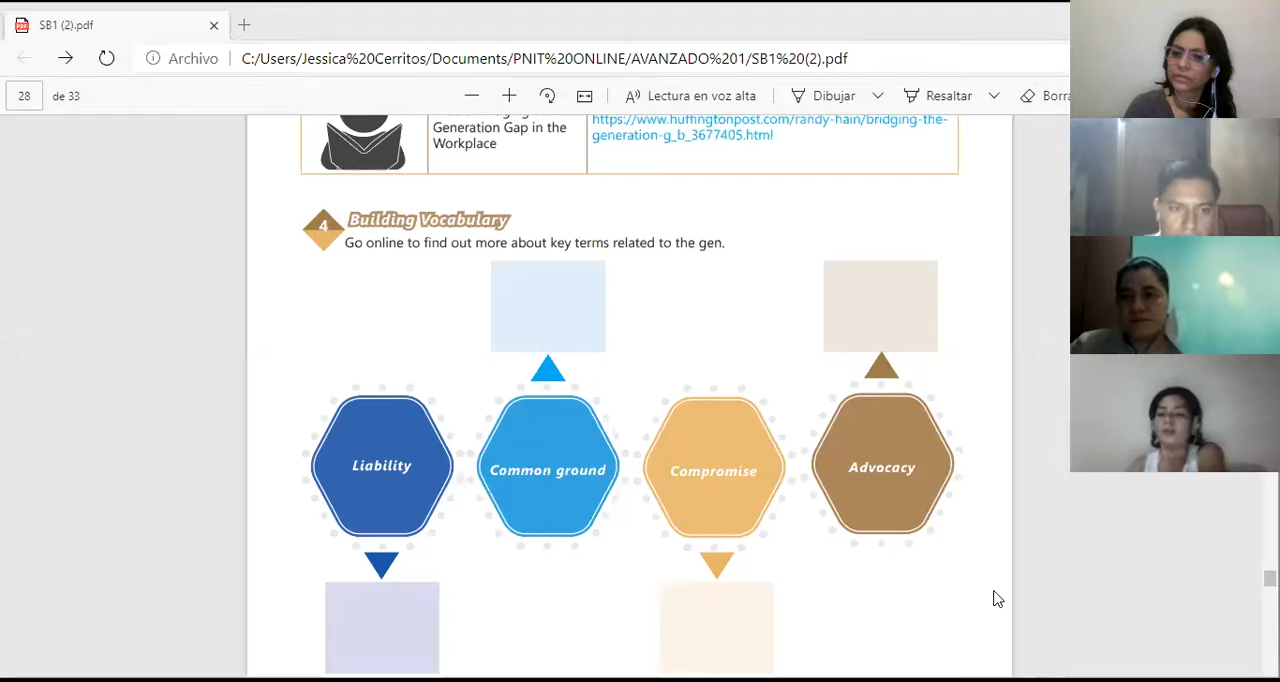 SB1 (2).pdf
Archivo
C:/Users/Jessica%20Cerritos/Documents/PNIT%20ONLINE/AVANZADO%201/SB1%20(2).pdf
28 de 33
Lectura en voz alta
Dibujar
Resaltar
Borra
Generation Gap in the
Workplace
https://www.huffingtonpost.com/randy-hain/bridging-the-
generation-g_b_3677405.html
4 Building Vocabulary
Go online to find out more about key terms related to the gen.
Liability
Common ground
Compromise
Advocacy